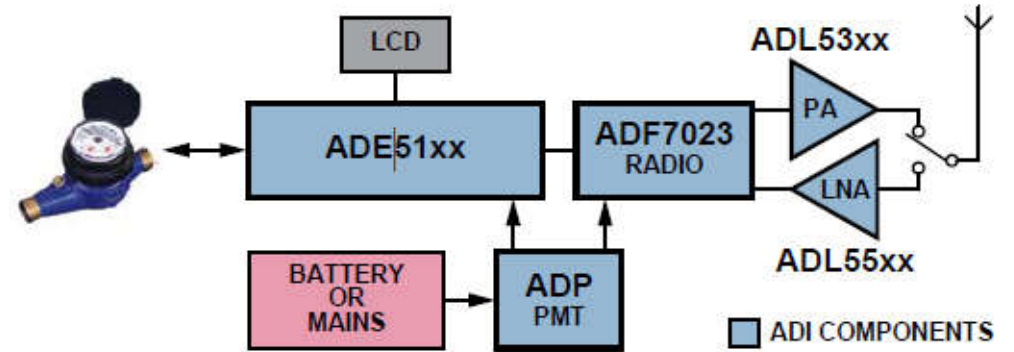 LCD
ADL53xx
ADE51xx
ADF7023
RADIO
PA
LNA
ADL55xx
BATTERY
OR
MAINS
ADP
PMT
ADI COMPONENTS